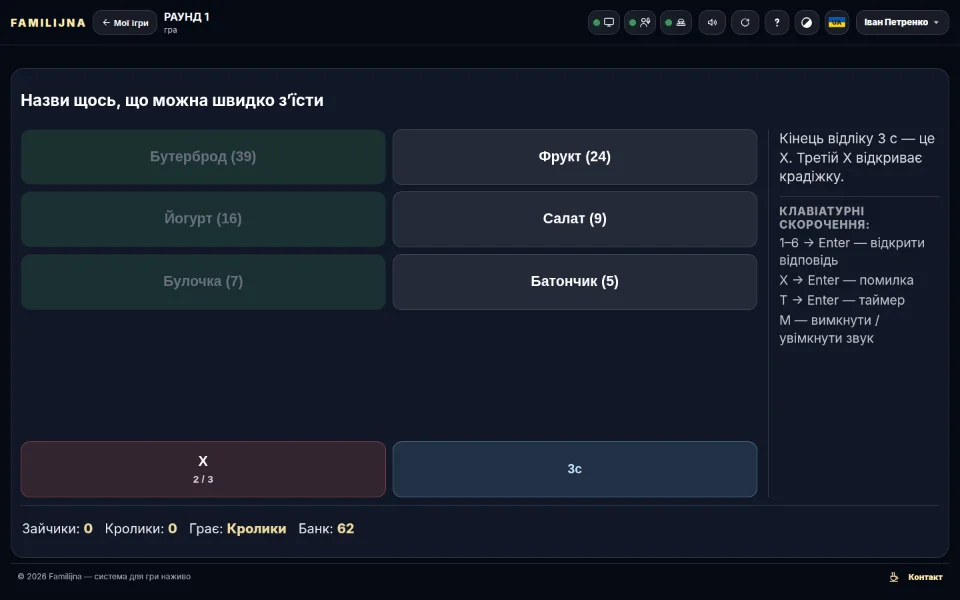 FAMILIJNA
← Мої ігри
РАУНД 1
гра
?
UA
Іван Петренко
Назви щось, що можна швидко з’їсти
Бутерброд (39)
Фрукт (24)
Йогурт (16)
Салат (9)
Булочка (7)
Батончик (5)
X
2 / 3
3с
Кінець відліку 3 с — це
X. Третій X відкриває
крадіжку.
КЛАВІАТУРНІ
СКОРОЧЕННЯ:
1–6 → Enter — відкрити
відповідь
X → Enter — помилка
T → Enter — таймер
M — вимкнути /
увімкнути звук
Зайчики: 0 Кролики: 0 Грає: Кролики Банк: 62
© 2026 Familijna — система для гри наживо
Контакт